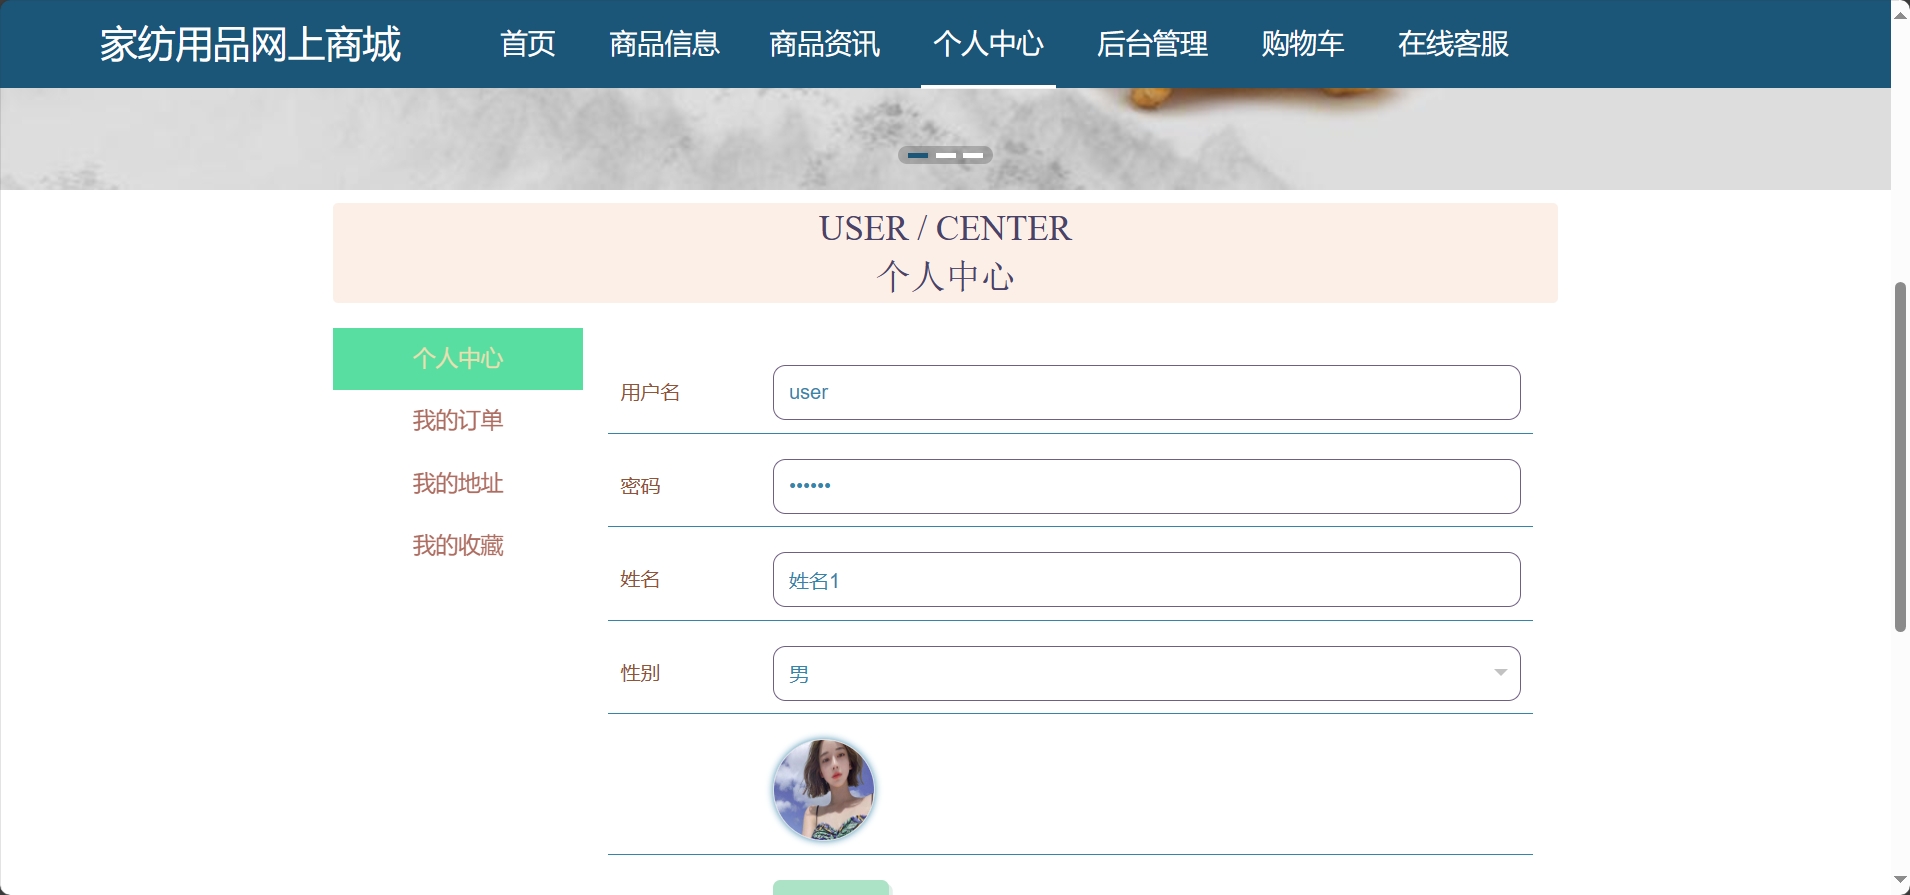 家纺用品网上商城 首页 商品信息 商品资讯 个人中心 后台管理 购物车 在线客服
USER / CENTER
个人中心
个人中心
我的订单
我的地址
我的收藏
用户名 user
密码 ••••••
姓名 姓名1
性别 男